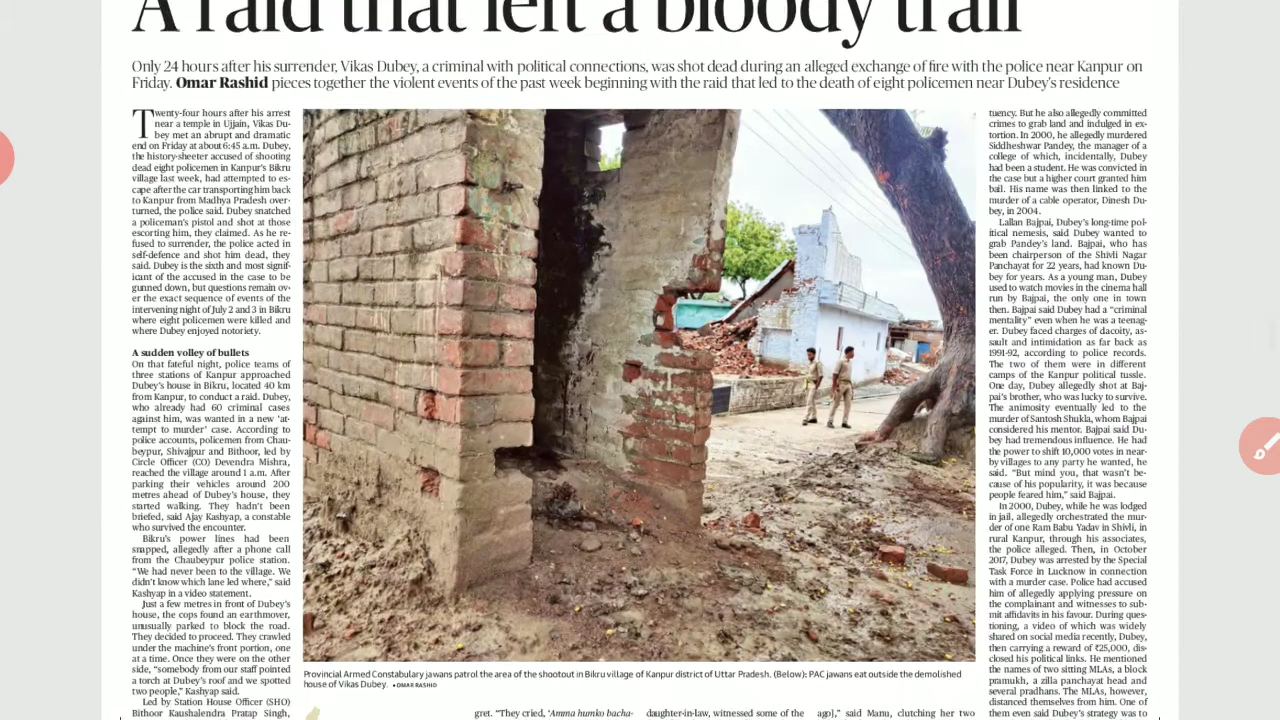 A raid that left a bloody trail
Only 24 hours after his surrender, Vikas Dubey, a criminal with political connections, was shot dead during an alleged exchange of fire with the police near Kanpur on
Friday. Omar Rashid pieces together the violent events of the past week beginning with the raid that led to the death of eight policemen near Dubey's residence
Twenty-four hours after his arrest
near a temple in Ujjain, Vikas Du-
bey met an abrupt and dramatic
end on Friday at about 6:45 a.m. Dubey,
the history-sheeter accused of shooting
dead eight policemen in Kanpur's Bikru
village last week, had attempted to es-
cape after the car transporting him back
to Kanpur from Madhya Pradesh over-
turned, the police said. Dubey snatched
a policeman's pistol and shot at those
escorting him, they claimed. As he re-
fused to surrender, the police acted in
self-defence and shot him dead, they
said. Dubey is the sixth and most signif-
icant of the accused in the case to be
gunned down, but questions remain ov-
er the exact sequence of events of the
intervening night of July 2 and 3 in Bikru
where eight policemen were killed and
where Dubey enjoyed notoriety.
A sudden volley of bullets
On that fateful night, police teams of
three stations of Kanpur approached
Dubey's house in Bikru, located 40 km
from Kanpur, to conduct a raid. Dubey,
who already had 60 criminal cases
against him, was wanted in a new 'at-
tempt to murder' case. According to
police accounts, policemen from Chau-
beypur, Shivajpur and Bithoor, led by
Circle Officer (CO) Devendra Mishra,
reached the village around 1 a.m. After
parking their vehicles around 200
metres ahead of Dubey's house, they
started walking. They hadn't been
briefed, said Ajay Kashyap, a constable
who survived the encounter.
Bikru's power lines had been
snapped, allegedly after a phone call
from the Chaubeypur police station.
"We had never been to the village. We
didn't know which lane led where," said
Kashyap in a video statement.
Just a few metres in front of Dubey's
house, the cops found an earthmover,
unusually parked to block the road.
They decided to proceed. They crawled
under the machine's front portion, one
at a time. Once they were on the other
side, "somebody from our staff pointed
a torch at Dubey's roof and we spotted
two people," Kashyap said.
Led by Station House Officer (SHO)
Bithoor Kaushalendra Pratap Singh,
Provincial Armed Constabulary jawans patrol the area of the shootout in Bikru village of Kanpur district of Uttar Pradesh. (Below): PAC jawans eat outside the demolished
house of Vikas Dubey. • OMAR RASHID
gret. "They cried, 'Amma humko bacha-
daughter-in-law, witnessed some of the
ago]," said Manu, clutching her two
tuency. But he also allegedly committed
crimes to grab land and indulged in ex-
tortion. In 2000, he allegedly murdered
Siddheshwar Pandey, the manager of a
college of which, incidentally, Dubey
had been a student. He was convicted in
the case but a higher court granted him
bail. His name was then linked to the
murder of a cable operator, Dinesh Du-
bey, in 2004.
Lallan Bajpai, Dubey's long-time pol-
itical nemesis, said Dubey wanted to
grab Pandey's land. Bajpai, who has
been chairperson of the Shivli Nagar
Panchayat for 22 years, had known Du-
bey for years. As a young man, Dubey
used to watch movies in the cinema hall
run by Bajpai, the only one in town
then. Bajpai said Dubey had a "criminal
mentality" even when he was a teenag-
er. Dubey faced charges of dacoity, as-
sault and intimidation as far back as
1991-92, according to police records.
The two of them were in different
camps of the Kanpur political tussle.
One day, Dubey allegedly shot at Baj-
pai's brother, who was lucky to survive.
The animosity eventually led to the
murder of Santosh Shukla, whom Bajpai
considered his mentor. Bajpai said Du-
bey had tremendous influence. He had
the power to shift 10,000 votes in near-
by villages to any party he wanted, he
said. "But mind you, that wasn't be-
cause of his popularity, it was because
people feared him," said Bajpai.
In 2000, Dubey, while he was lodged
in jail, allegedly orchestrated the mur-
der of one Ram Babu Yadav in Shivli, in
rural Kanpur, through his associates,
the police alleged. Then, in October
2017, Dubey was arrested by the Special
Task Force in Lucknow in connection
with a murder case. Police had accused
him of allegedly applying pressure on
the complainant and witnesses to sub-
mit affidavits in his favour. During ques-
tioning, a video of which was widely
shared on social media recently, Dubey,
then carrying a reward of ₹25,000, dis-
closed his political links. He mentioned
the names of two sitting MLAs, a block
pramukh, a zilla panchayat head and
several pradhans. The MLAs, however,
distanced themselves from him. One of
them even said Dubey's strategy was to